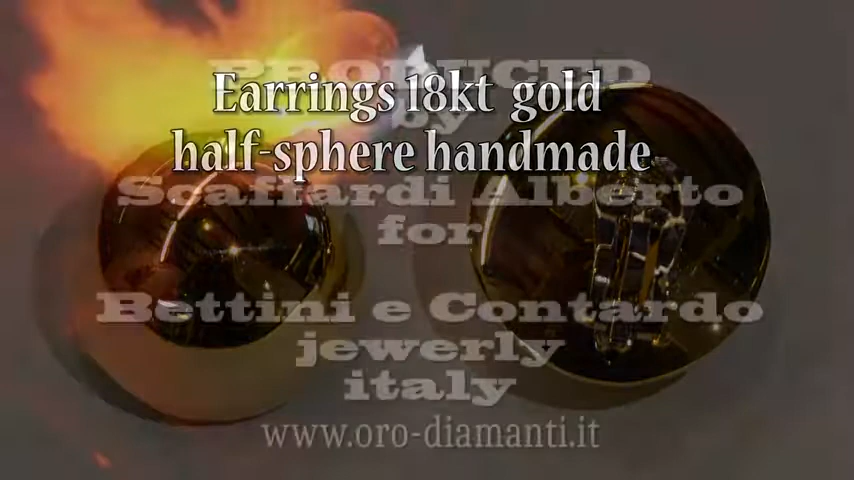 PRODUCED
Earrings 18kt gold
by
half-sphere handmade
Scaffardi Alberto
for
Bettini e Contardo
jewerly
italy
www.oro-diamanti.it